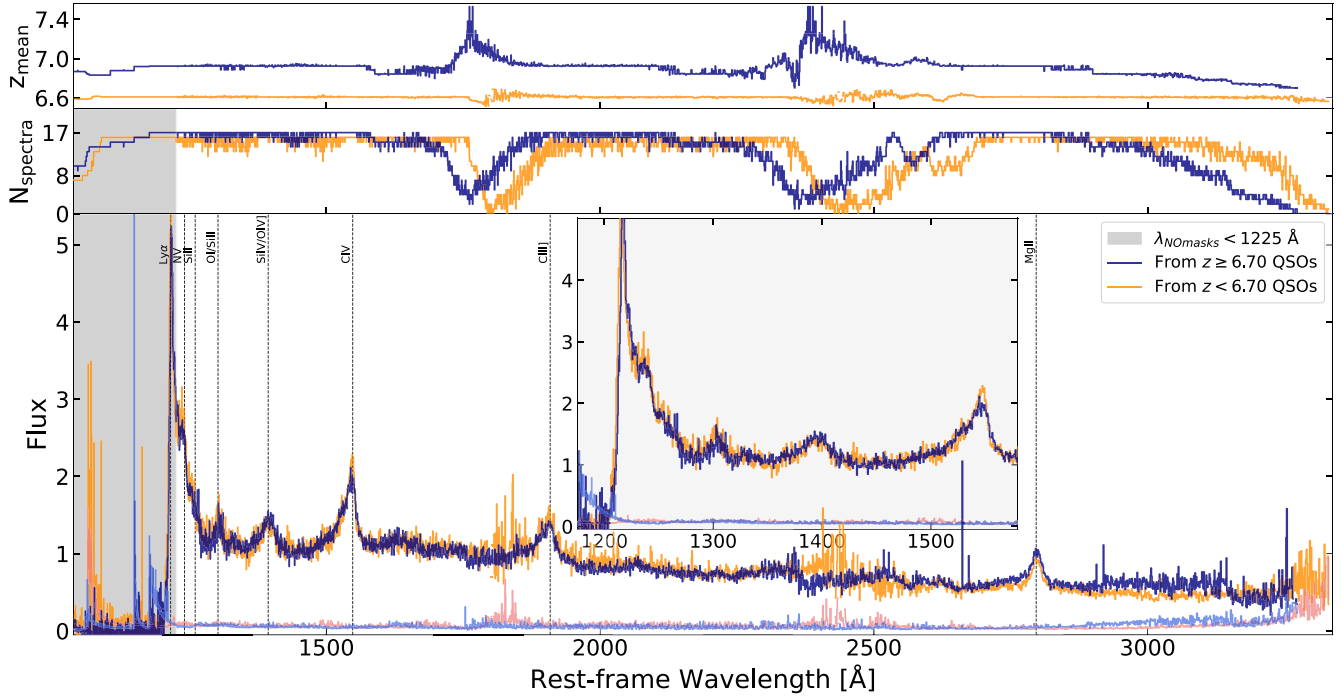 7.4
7.0
6.6
z_mean
17
8
0
N_spectra
5
4
3
2
1
0
Flux
Lyα
NV
SiII
OI/SiII
SiIV/OIV]
CIV
CIII]
MgII
λ_NOmasks < 1225 Å
From z ≥ 6.70 QSOs
From z < 6.70 QSOs
4
3
2
1
0
1200 1300 1400 1500
1500 2000 2500 3000
Rest-frame Wavelength [Å]